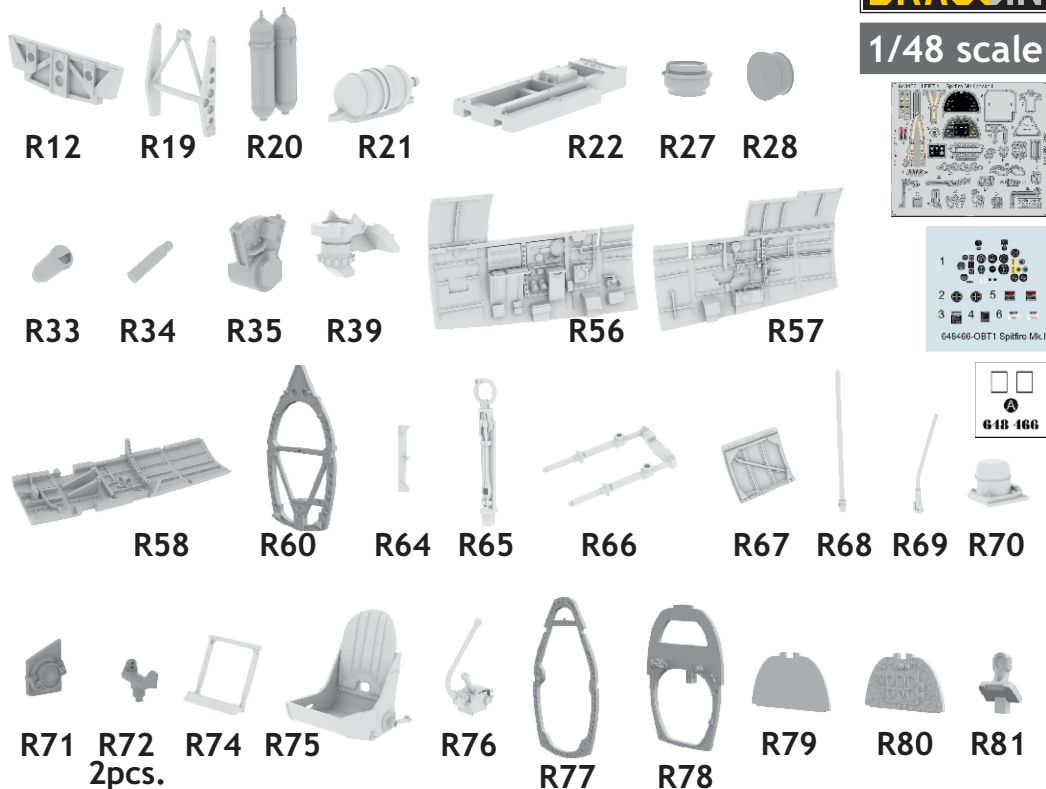 1/48 scale
R12 R19 R20 R21 R22 R27 R28
1
2 5
3 4 6
648466-OBT1 Spitfire Mk.I
R33 R34 R35 R39 R56 R57
A
648 466
R58 R60 R64 R65 R66 R67 R68 R69 R70
R71 R72 R74 R75 R76 R77 R78 R79 R80 R81
2pcs.